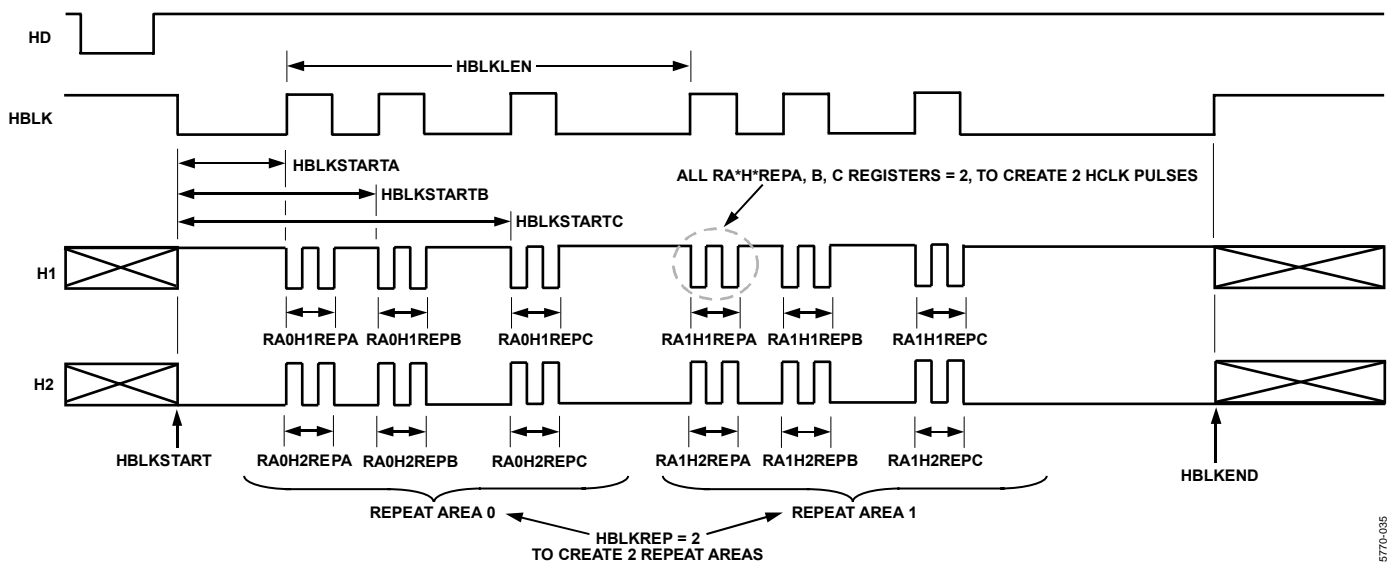 HD
HBLKLEN
HBLK
HBLKSTARTA
ALL RA*H*REPA, B, C REGISTERS = 2, TO CREATE 2 HCLK PULSES
HBLKSTARTB
HBLKSTARTC
H1
RA0H1REPA RA0H1REPB RA0H1REPC RA1H1REPA RA1H1REPB RA1H1REPC
H2
HBLKSTART RA0H2REPA RA0H2REPB RA0H2REPC RA1H2REPA RA1H2REPB RA1H2REPC
HBLKEND
REPEAT AREA 0 REPEAT AREA 1
HBLKREP = 2
TO CREATE 2 REPEAT AREAS
5770-035